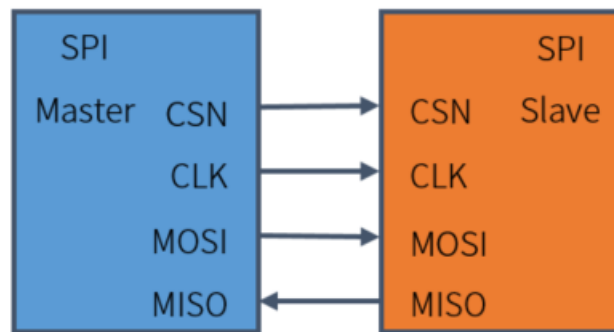 SPI
Master
CSN
CLK
MOSI
MISO
SPI
Slave
CSN
CLK
MOSI
MISO